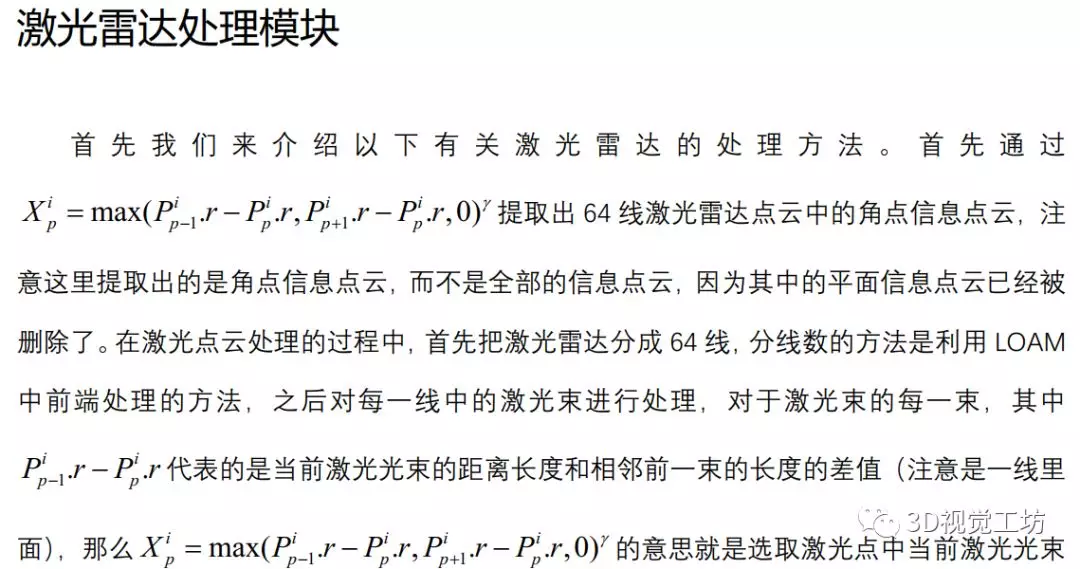 激光雷达处理模块
首先我们来介绍以下有关激光雷达的处理方法。首先通过
$X_p^i = \max(P_{p-1}^i.r - P_p^i.r, P_{p+1}^i.r - P_p^i.r, 0)^\gamma$ 提取出 64 线激光雷达点云中的角点信息点云，注
意这里提取出的是角点信息点云，而不是全部的信息点云，因为其中的平面信息点云已经被
删除了。在激光点云处理的过程中，首先把激光雷达分成 64 线，分线数的方法是利用 LOAM
中前端处理的方法，之后对每一线中的激光束进行处理，对于激光束的每一束，其中
$P_{p-1}^i.r - P_p^i.r$ 代表的是当前激光光束的距离长度和相邻前一束的长度的差值（注意是一线里
面），那么 $X_p^i = \max(P_{p-1}^i.r - P_p^i.r, P_{p+1}^i.r - P_p^i.r, 0)^\gamma$ 的意思就是选取激光点中当前激光光束
3D视觉工坊